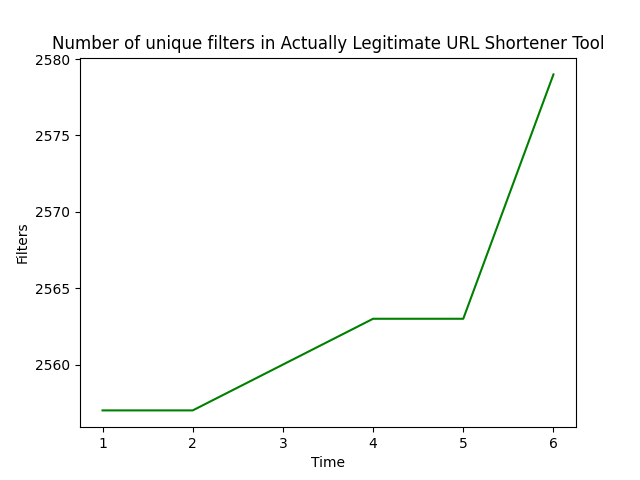 Number of unique filters in Actually Legitimate URL Shortener Tool
2580
2575
2570
2565
2560
Filters
1 2 3 4 5 6
Time